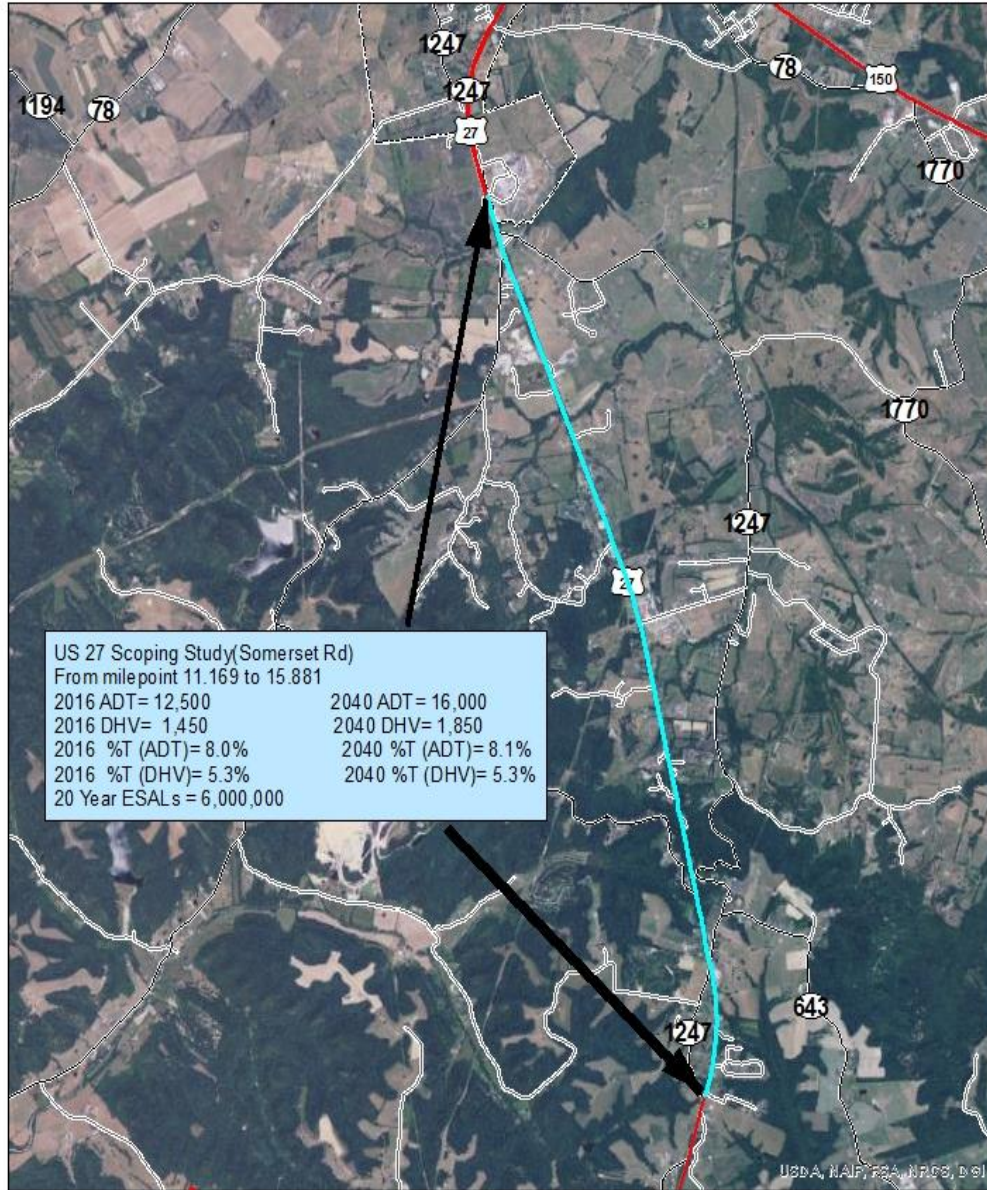 1247
1194
78
1247
27
78
150
1770
1770
1247
27
US 27 Scoping Study(Somerset Rd)
From milepoint 11.169 to 15.881
2016 ADT= 12,500 2040 ADT= 16,000
2016 DHV= 1,450 2040 DHV= 1,850
2016 %T (ADT)= 8.0% 2040 %T (ADT)= 8.1%
2016 %T (DHV)= 5.3% 2040 %T (DHV)= 5.3%
20 Year ESALs = 6,000,000
643
1247
USDA, NAIP, FSA, NRCS, DGI